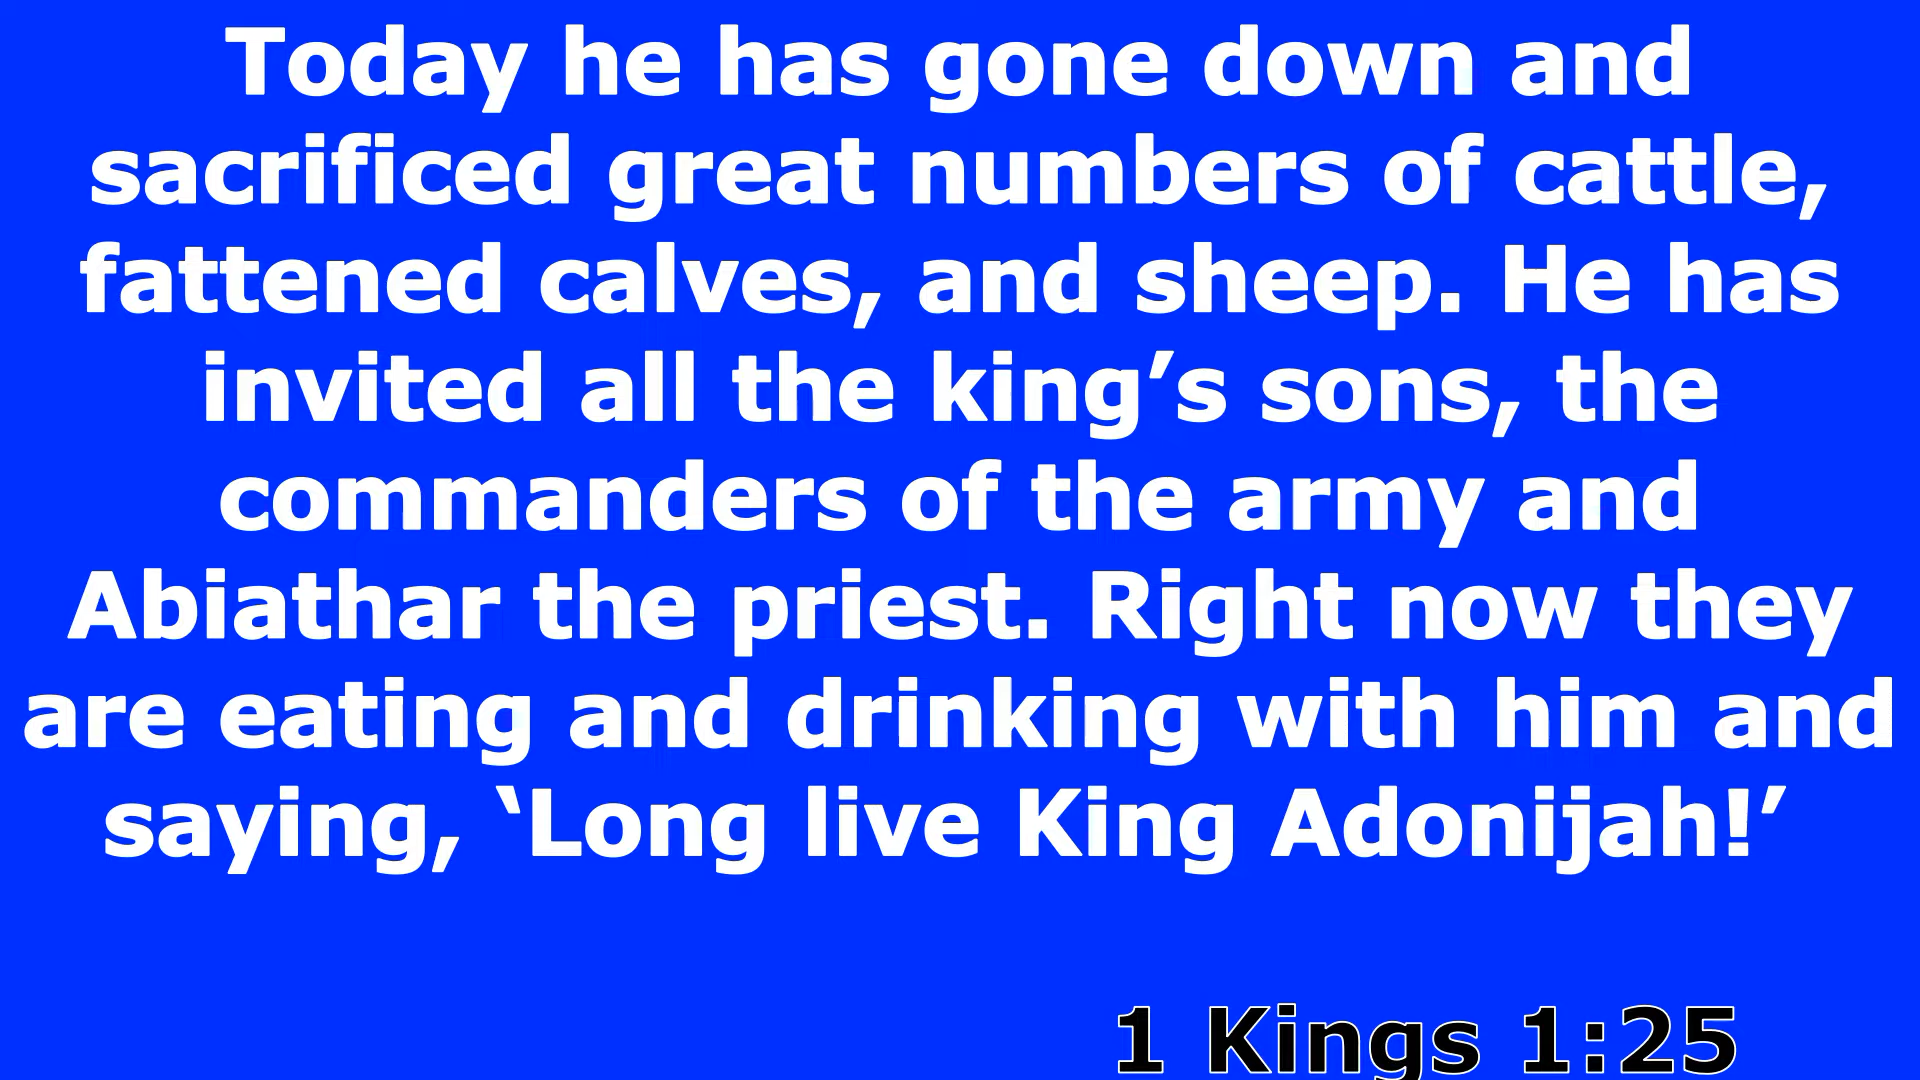 Today he has gone down and
sacrificed great numbers of cattle,
fattened calves, and sheep. He has
invited all the king’s sons, the
commanders of the army and
Abiathar the priest. Right now they
are eating and drinking with him and
saying, ‘Long live King Adonijah!’
1 Kings 1:25